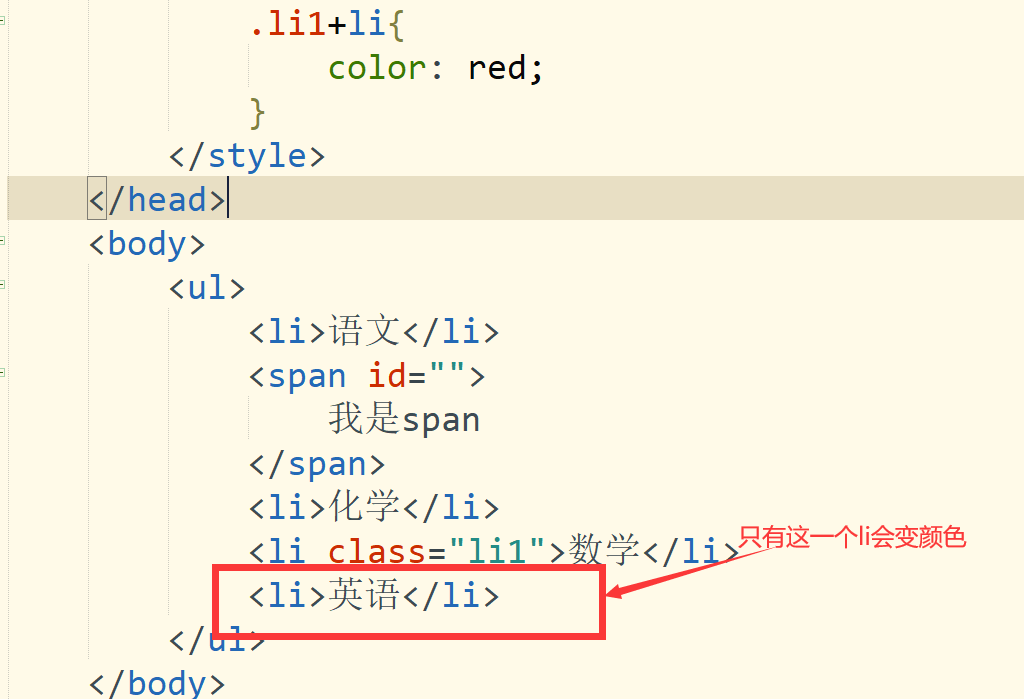 .li1+li{
color: red;
}
</style>
</head>
<body>
<ul>
<li>语文</li>
<span id="">
我是span
</span>
<li>化学</li>
<li class="li1">数学</li>
只有这一个li会变颜色
<li>英语</li>
</ul>
</body>